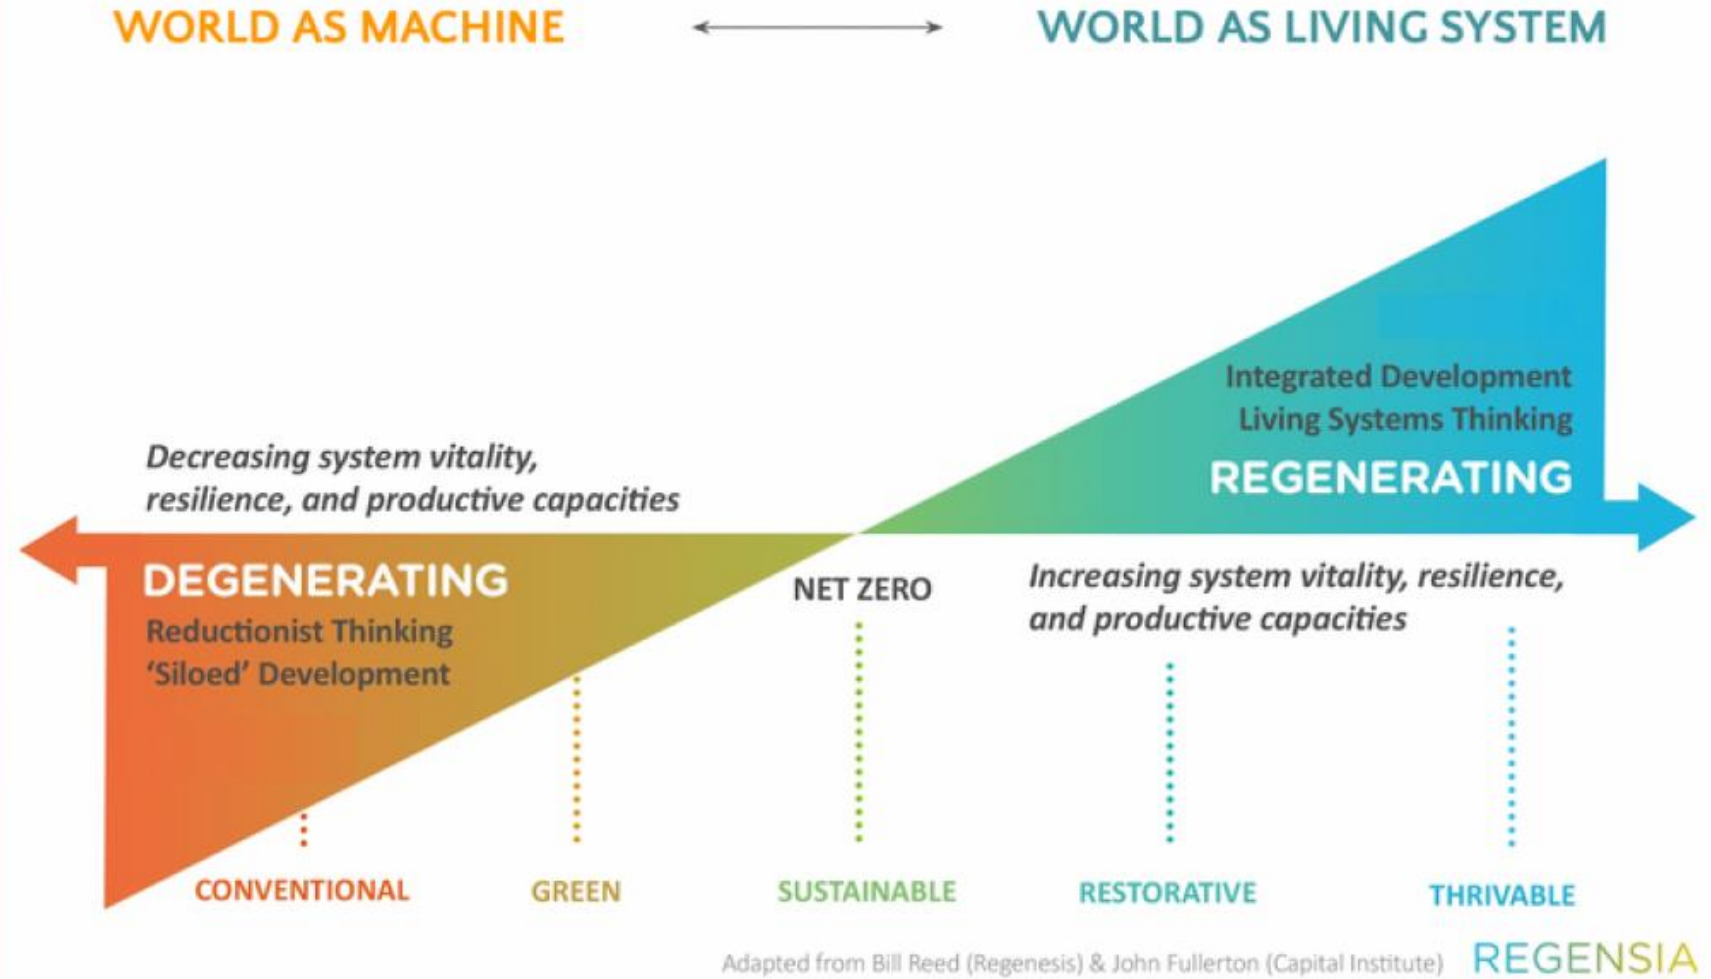 WORLD AS MACHINE
WORLD AS LIVING SYSTEM
Integrated Development
Living Systems Thinking
REGENERATING
Decreasing system vitality,
resilience, and productive capacities
DEGENERATING
Reductionist Thinking
‘Siloed’ Development
NET ZERO
Increasing system vitality, resilience,
and productive capacities
CONVENTIONAL
GREEN
SUSTAINABLE
RESTORATIVE
THRIVABLE
Adapted from Bill Reed (Regenesis) & John Fullerton (Capital Institute)
REGENSIA